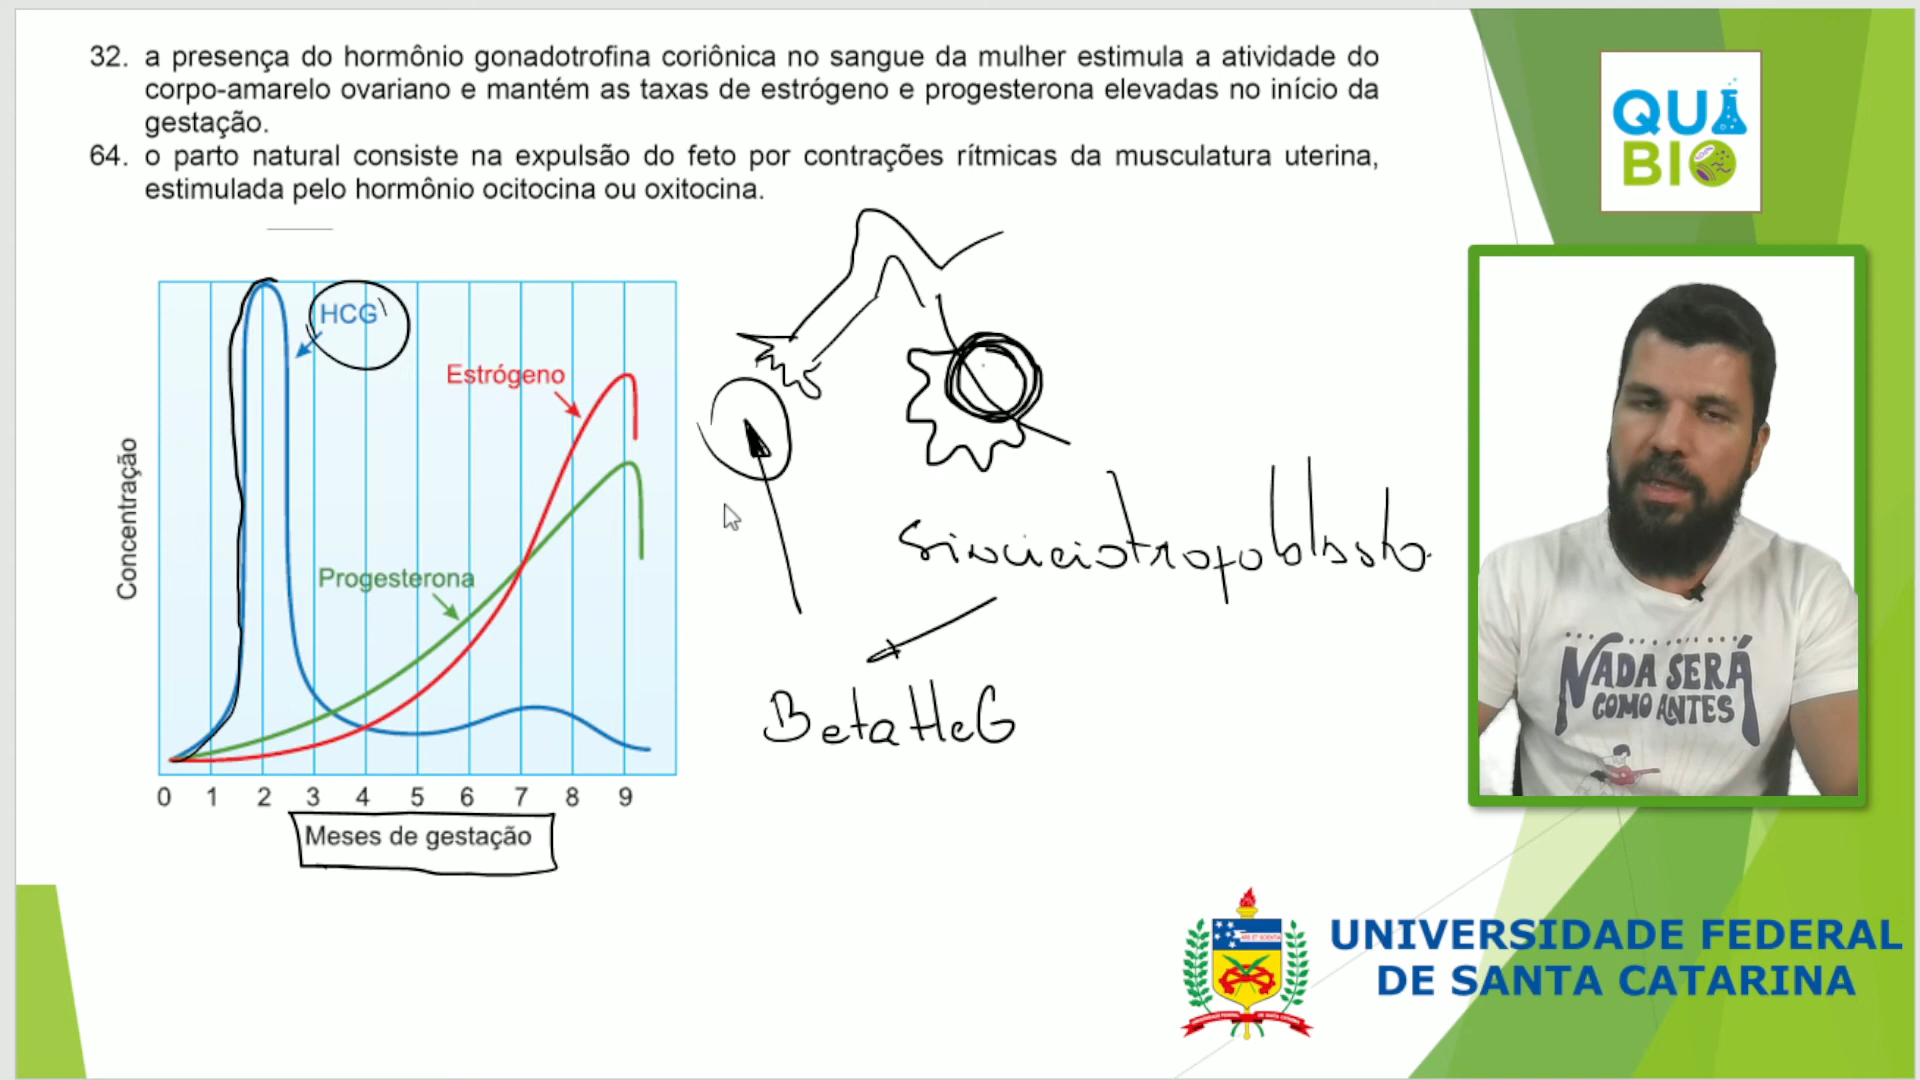 32. a presença do hormônio gonadotrofina coriônica no sangue da mulher estimula a atividade do
corpo-amarelo ovariano e mantém as taxas de estrógeno e progesterona elevadas no início da
gestação.
64. o parto natural consiste na expulsão do feto por contrações rítmicas da musculatura uterina,
estimulada pelo hormônio ocitocina ou oxitocina.
QUI
BIO
HCG
Estrógeno
Progesterona
Concentração
0 1 2 3 4 5 6 7 8 9
Meses de gestação
Beta HcG
NADA SERÁ
COMO ANTES
UNIVERSIDADE FEDERAL
DE SANTA CATARINA